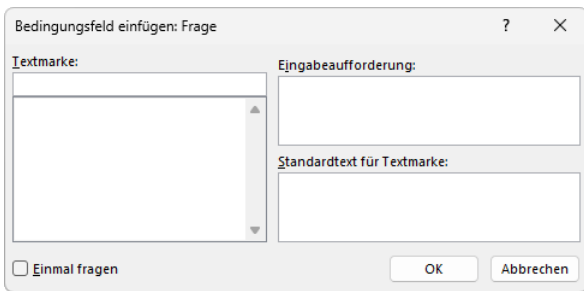 Bedingungsfeld einfügen: Frage ?
Textmarke:
Eingabeaufforderung:
Standardtext für Textmarke:
Einmal fragen
OK
Abbrechen